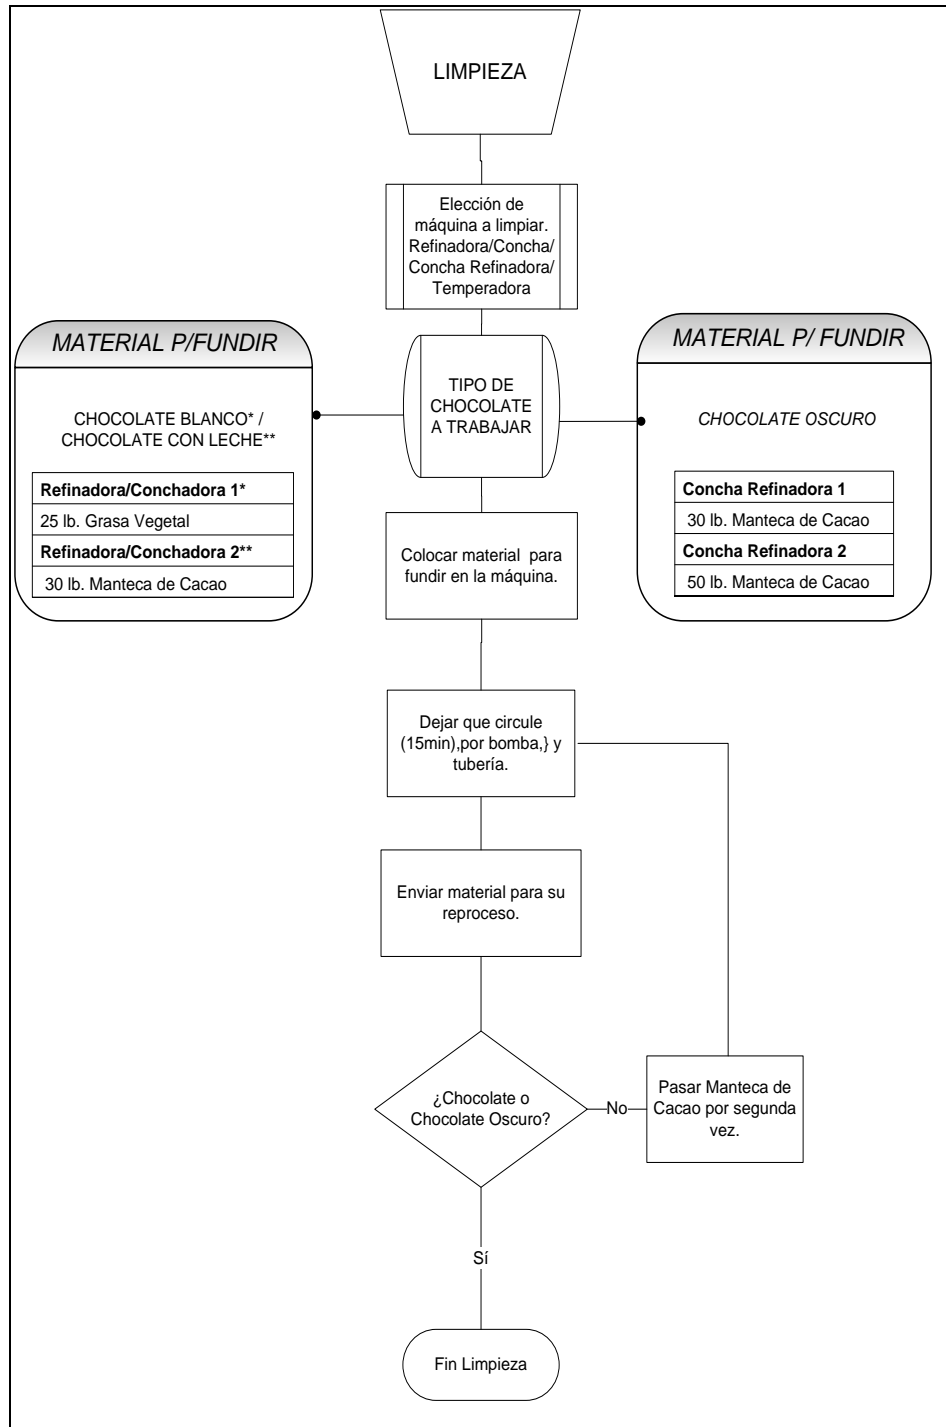 LIMPIEZA
Elección de
máquina a limpiar.
Refinadora/Concha/
Concha Refinadora/
Temperadora
MATERIAL P/FUNDIR
CHOCOLATE BLANCO* /
CHOCOLATE CON LECHE**
Refinadora/Conchadora 1*
25 lb. Grasa Vegetal
Refinadora/Conchadora 2**
30 lb. Manteca de Cacao
TIPO DE
CHOCOLATE
A TRABAJAR
MATERIAL P/ FUNDIR
CHOCOLATE OSCURO
Concha Refinadora 1
30 lb. Manteca de Cacao
Concha Refinadora 2
50 lb. Manteca de Cacao
Colocar material para
fundir en la máquina.
Dejar que circule
(15min),por bomba,} y
tubería.
Enviar material para su
reproceso.
¿Chocolate o
Chocolate Oscuro?
No
Pasar Manteca de
Cacao por segunda
vez.
Sí
Fin Limpieza